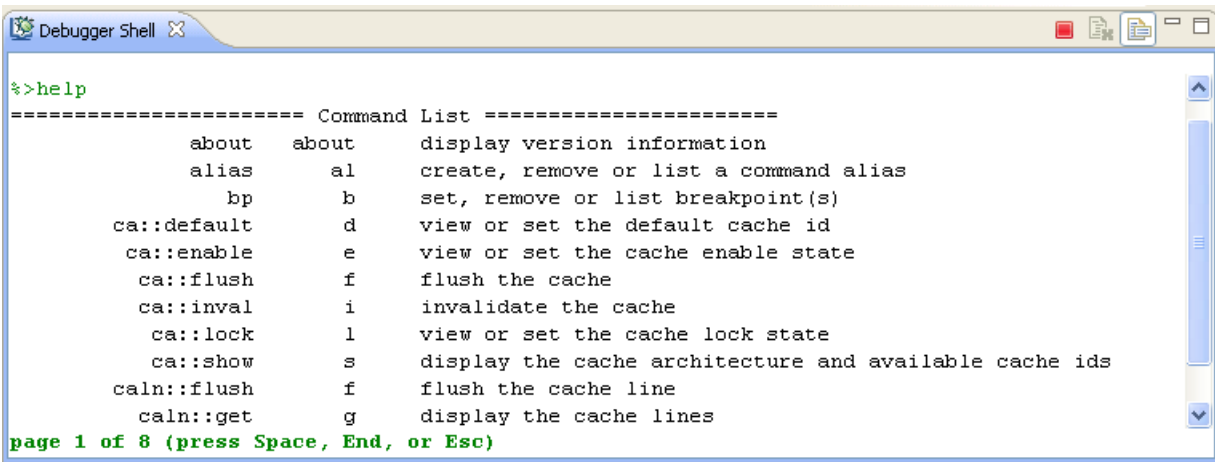 Debugger Shell
%>help
======================= Command List =======================
about about display version information
alias al create, remove or list a command alias
bp b set, remove or list breakpoint(s)
ca::default d view or set the default cache id
ca::enable e view or set the cache enable state
ca::flush f flush the cache
ca::inval i invalidate the cache
ca::lock l view or set the cache lock state
ca::show s display the cache architecture and available cache ids
caln::flush f flush the cache line
caln::get g display the cache lines
page 1 of 8 (press Space, End, or Esc)